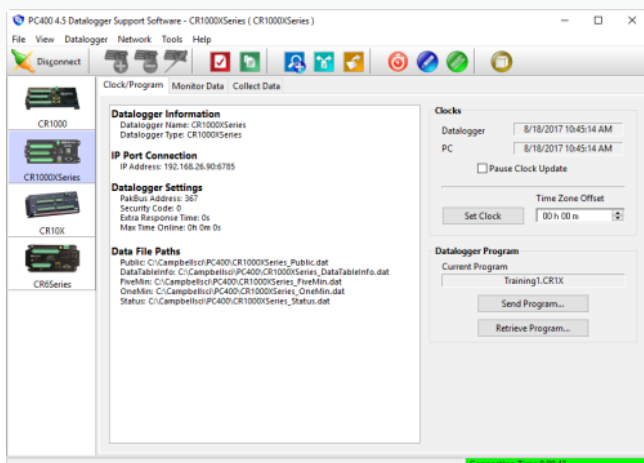 PC400 4.5 Datalogger Support Software - CR1000XSeries ( CR1000XSeries )
File View Datalogger Network Tools Help
Disconnect
Clock/Program Monitor Data Collect Data
CR1000
CR1000XSeries
CR10X
CR6Series
Datalogger Information
Datalogger Name: CR1000XSeries
Datalogger Type: CR1000XSeries
IP Port Connection
IP Address: 192.168.26.90:6785
Datalogger Settings
PakBus Address: 367
Security Code: 0
Extra Response Time: 0s
Max Time Online: 0h 0m 0s
Data File Paths
Public: C:\Campbellsci\PC400\CR1000XSeries_Public.dat
DataTableInfo: C:\Campbellsci\PC400\CR1000XSeries_DataTableInfo.dat
FiveMin: C:\Campbellsci\PC400\CR1000XSeries_FiveMin.dat
OneMin: C:\Campbellsci\PC400\CR1000XSeries_OneMin.dat
Status: C:\Campbellsci\PC400\CR1000XSeries_Status.dat
Clocks
Datalogger 8/18/2017 10:45:14 AM
PC 8/18/2017 10:45:14 AM
Pause Clock Update
Time Zone Offset
Set Clock 00 h 00 m
Datalogger Program
Current Program
Training1.CR1X
Send Program...
Retrieve Program...